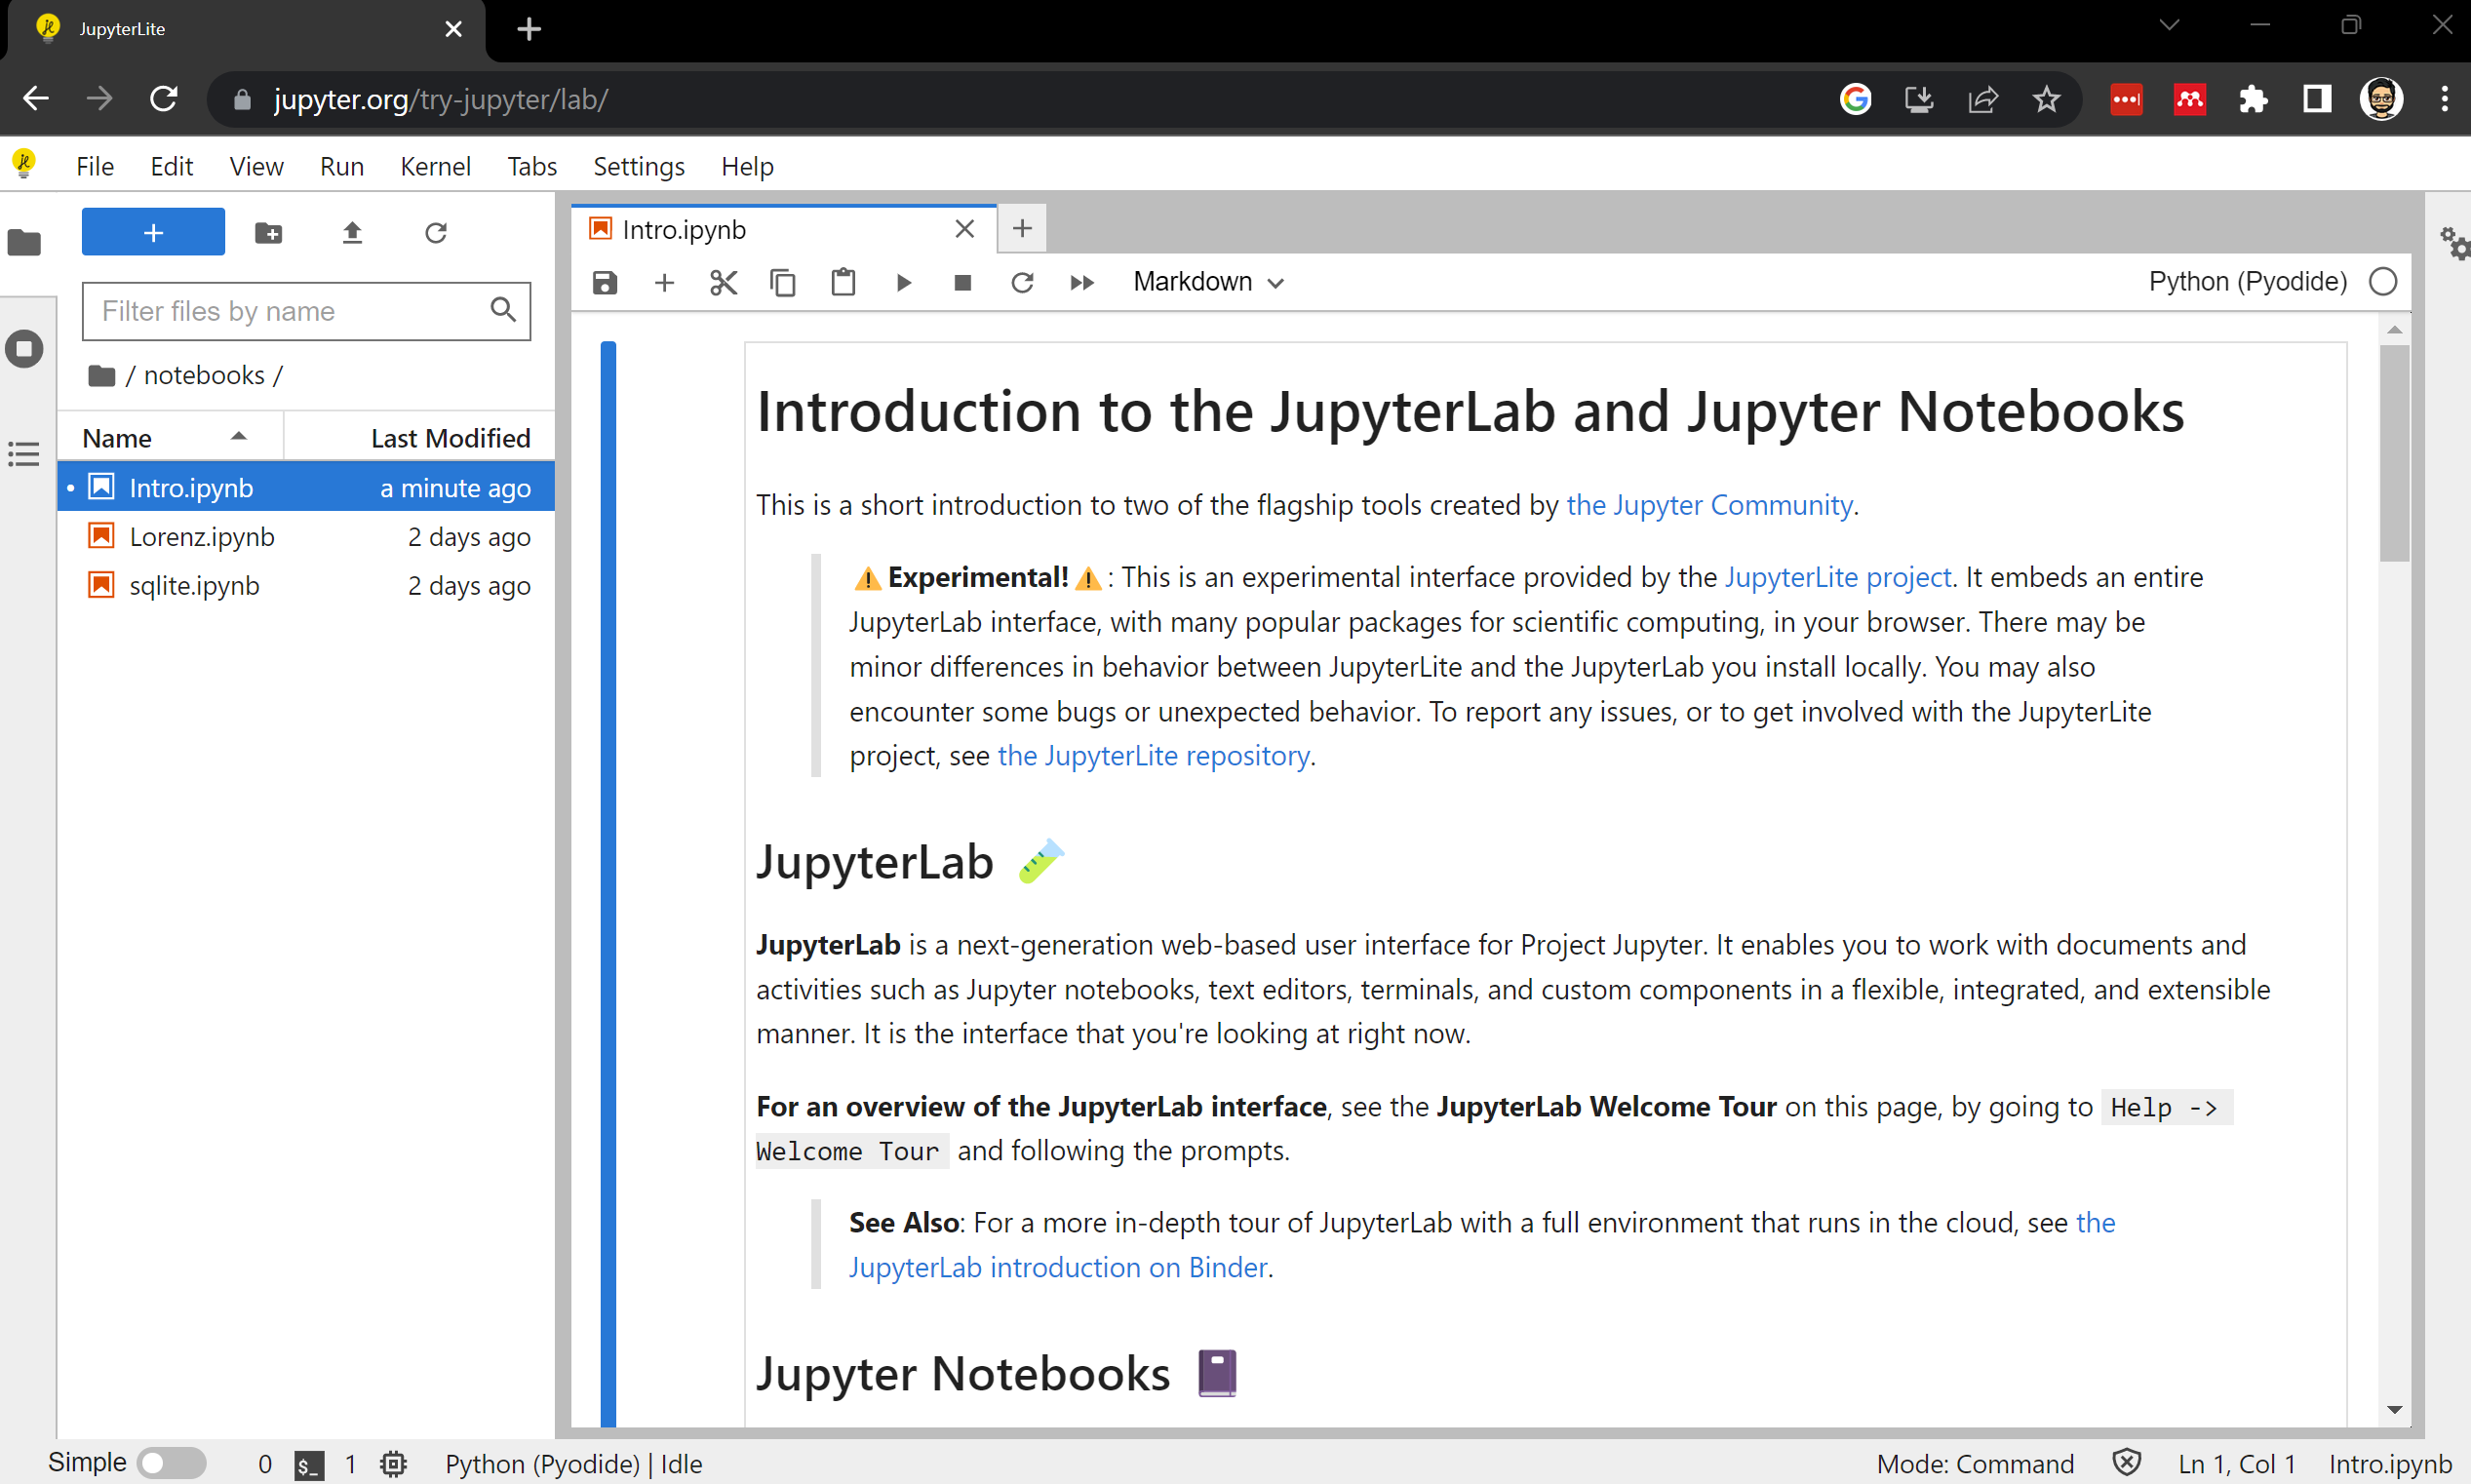 JupyterLite
jupyter.org/try-jupyter/lab/
File Edit View Run Kernel Tabs Settings Help
Filter files by name
/ notebooks /
Name Last Modified
Intro.ipynb a minute ago
Lorenz.ipynb 2 days ago
sqlite.ipynb 2 days ago
Intro.ipynb
Markdown Python (Pyodide)
Introduction to the JupyterLab and Jupyter Notebooks
This is a short introduction to two of the flagship tools created by the Jupyter Community.
⚠️Experimental!⚠️: This is an experimental interface provided by the JupyterLite project. It embeds an entire
JupyterLab interface, with many popular packages for scientific computing, in your browser. There may be
minor differences in behavior between JupyterLite and the JupyterLab you install locally. You may also
encounter some bugs or unexpected behavior. To report any issues, or to get involved with the JupyterLite
project, see the JupyterLite repository.
JupyterLab 🧪
JupyterLab is a next-generation web-based user interface for Project Jupyter. It enables you to work with documents and
activities such as Jupyter notebooks, text editors, terminals, and custom components in a flexible, integrated, and extensible
manner. It is the interface that you're looking at right now.
For an overview of the JupyterLab interface, see the JupyterLab Welcome Tour on this page, by going to Help ->
Welcome Tour and following the prompts.
See Also: For a more in-depth tour of JupyterLab with a full environment that runs in the cloud, see the
JupyterLab introduction on Binder.
Jupyter Notebooks 📓
Simple 0 $_ 1 Python (Pyodide) | Idle Mode: Command Ln 1, Col 1 Intro.ipynb